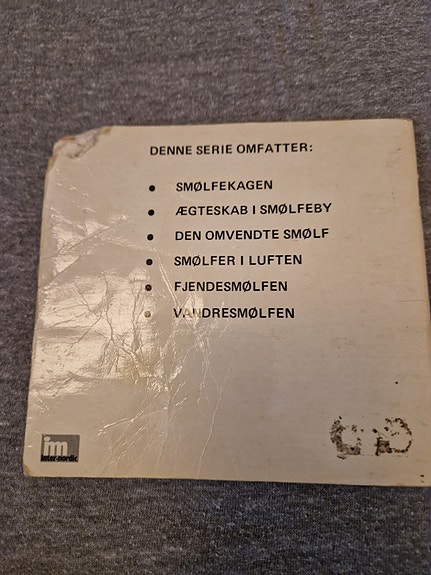 DENNE SERIE OMFATTER:
• SMØLFEKAGEN
• ÆGTESKAB I SMØLFEBY
• DEN OMVENDTE SMØLF
• SMØLFER I LUFTEN
• FJENDESMØLFEN
• VANDRESMØLFEN
im
inter-nordic